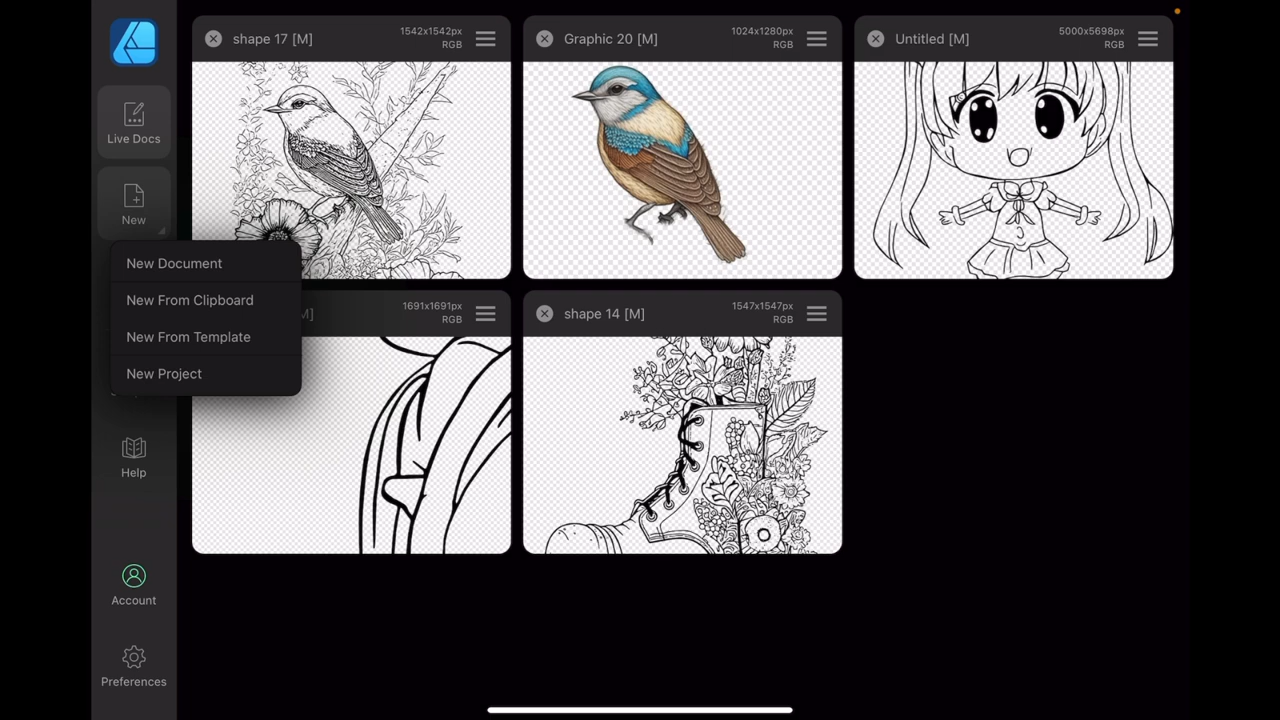 Live Docs
New
New Document
New From Clipboard
New From Template
New Project
Help
Account
Preferences
shape 17 [M]
1542x1542px
RGB
Graphic 20 [M]
1024x1280px
RGB
Untitled [M]
5000x5698px
RGB
M]
1691x1691px
RGB
shape 14 [M]
1547x1547px
RGB